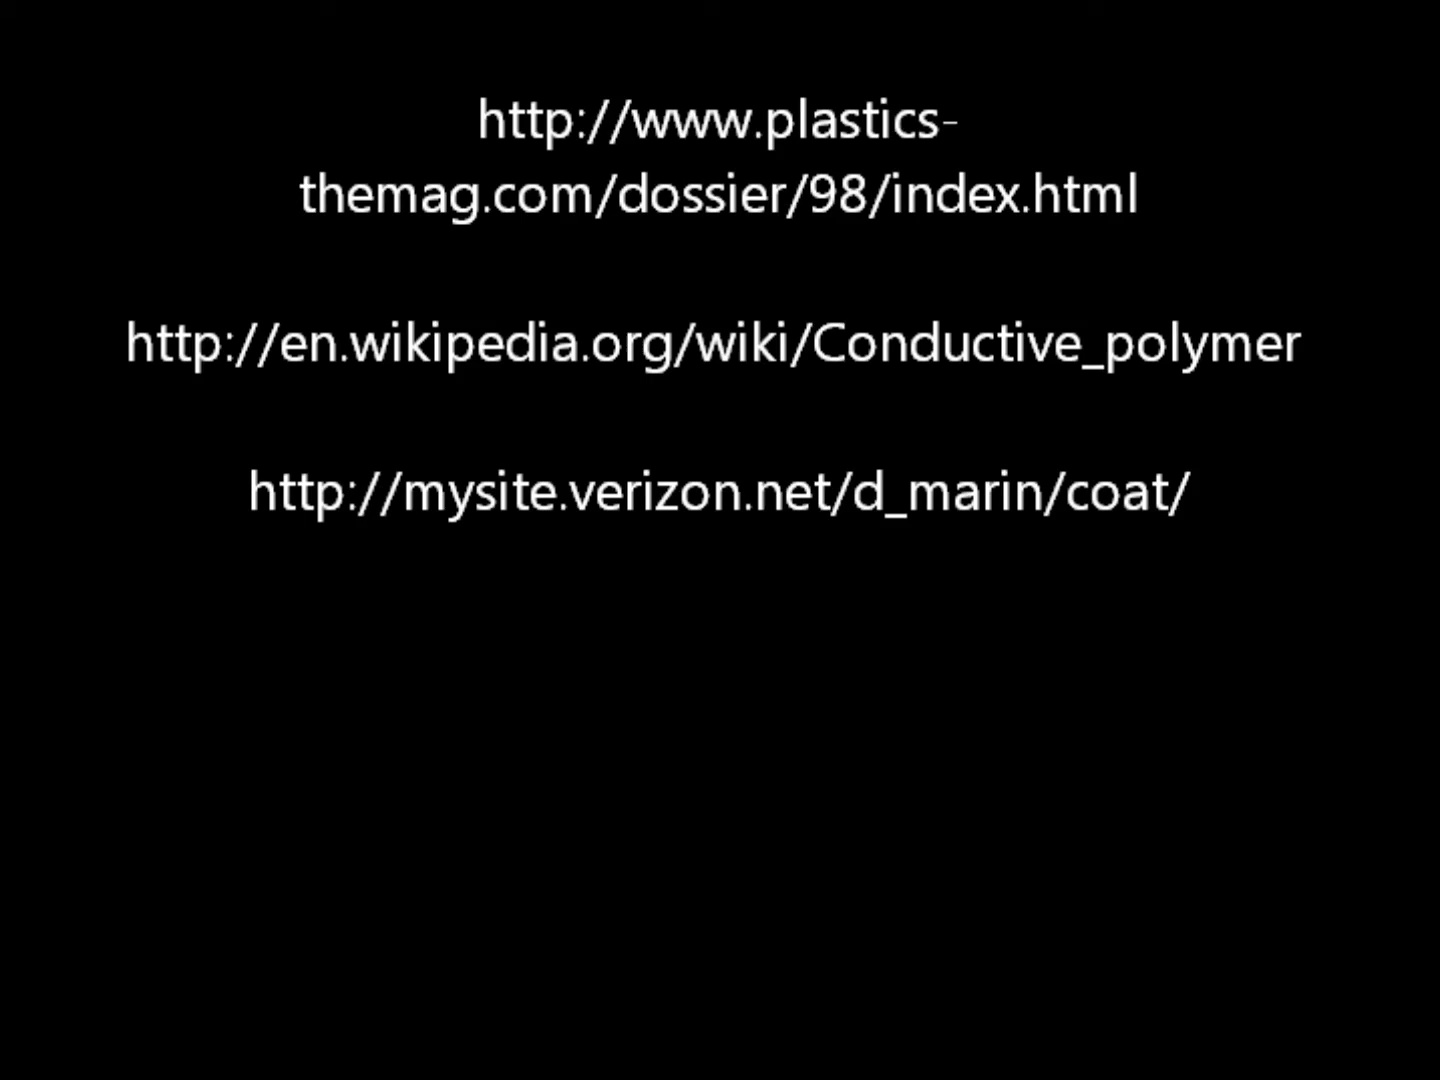 http://www.plastics-
themag.com/dossier/98/index.html
http://en.wikipedia.org/wiki/Conductive_polymer
http://mysite.verizon.net/d_marin/coat/